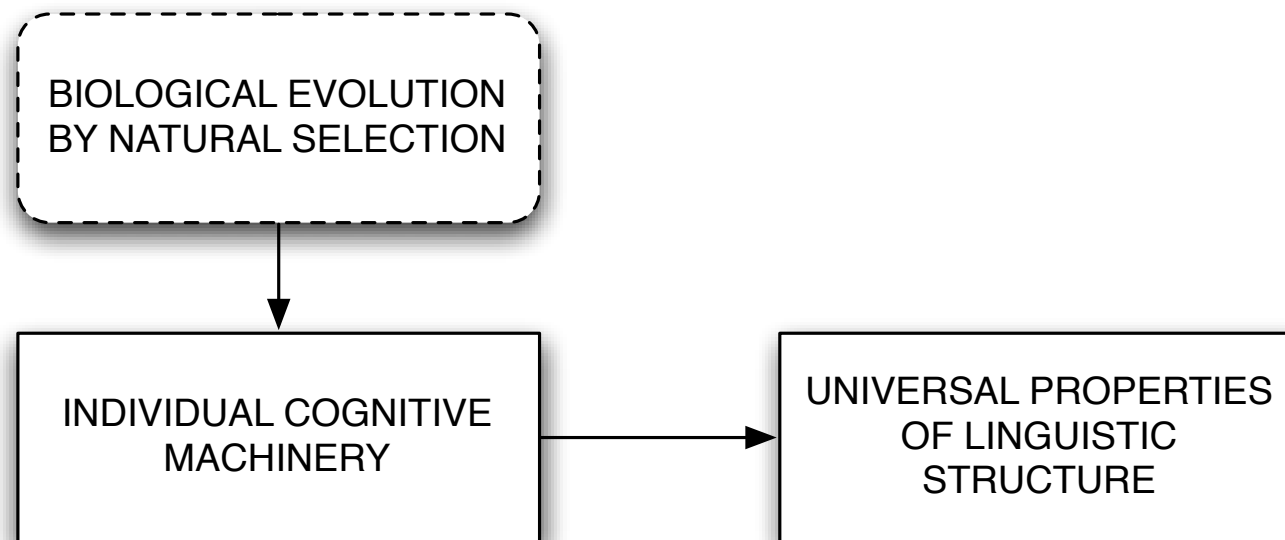 BIOLOGICAL EVOLUTION
BY NATURAL SELECTION
INDIVIDUAL COGNITIVE
MACHINERY
UNIVERSAL PROPERTIES
OF LINGUISTIC
STRUCTURE